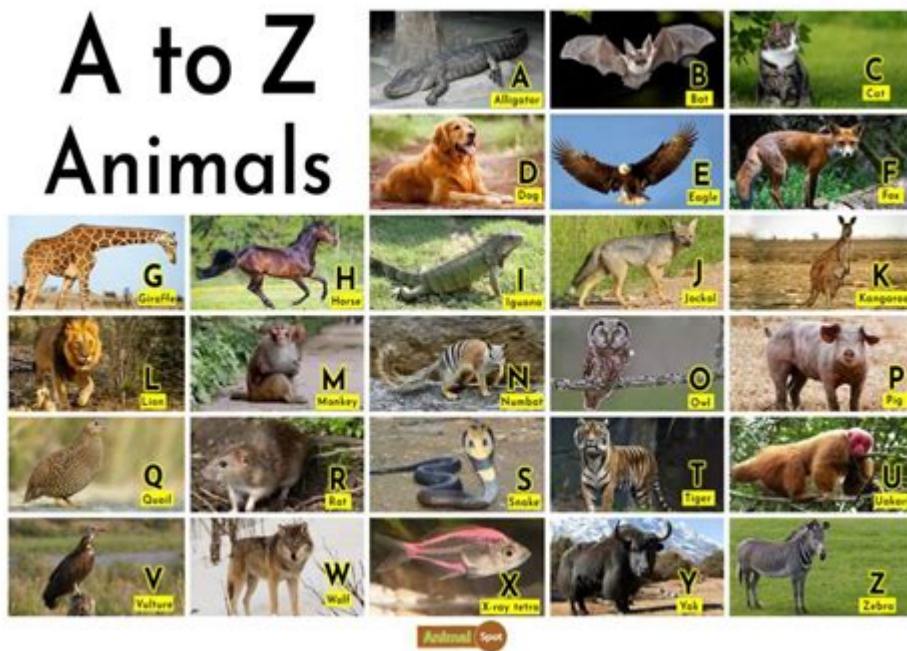 A to Z
Animals
A
Alligator
B
Bat
C
Cat
D
Dog
E
Eagle
F
Fox
G
Giraffe
H
Horse
I
Iguana
J
Jackal
K
Kangaroo
L
Lion
M
Monkey
N
Numbat
O
Owl
P
Pig
Q
Quail
R
Rat
S
Snake
T
Tiger
U
Uakari
V
Vulture
W
Wolf
X
X-ray tetra
Y
Yak
Z
Zebra
Animal Spot